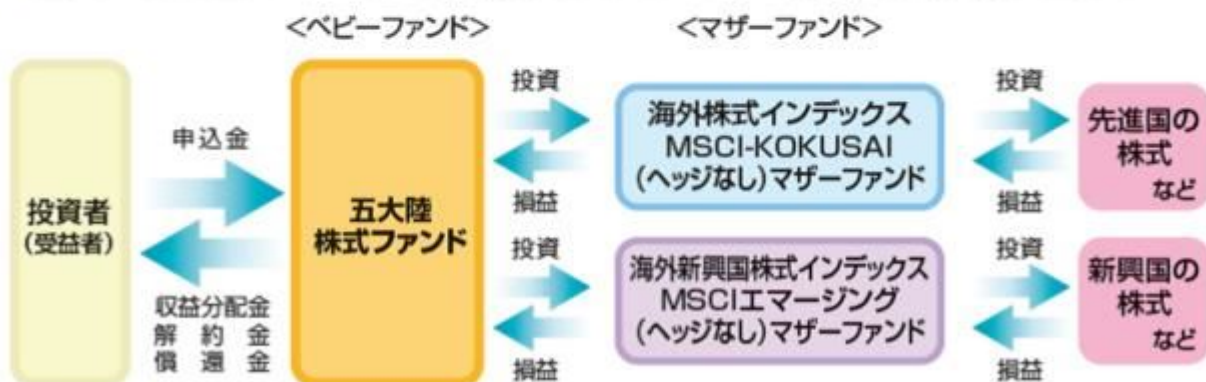 <ベビーファンド>
<マザーファンド>
投資者
(受益者)
申込金
収益分配金
解約金
償還金
五大陸
株式ファンド
投資
損益
投資
損益
海外株式インデックス
MSCI-KOKUSAI
(ヘッジなし)マザーファンド
海外新興国株式インデックス
MSCIエマージング
(ヘッジなし)マザーファンド
投資
損益
投資
損益
先進国の
株式
など
新興国の
株式
など